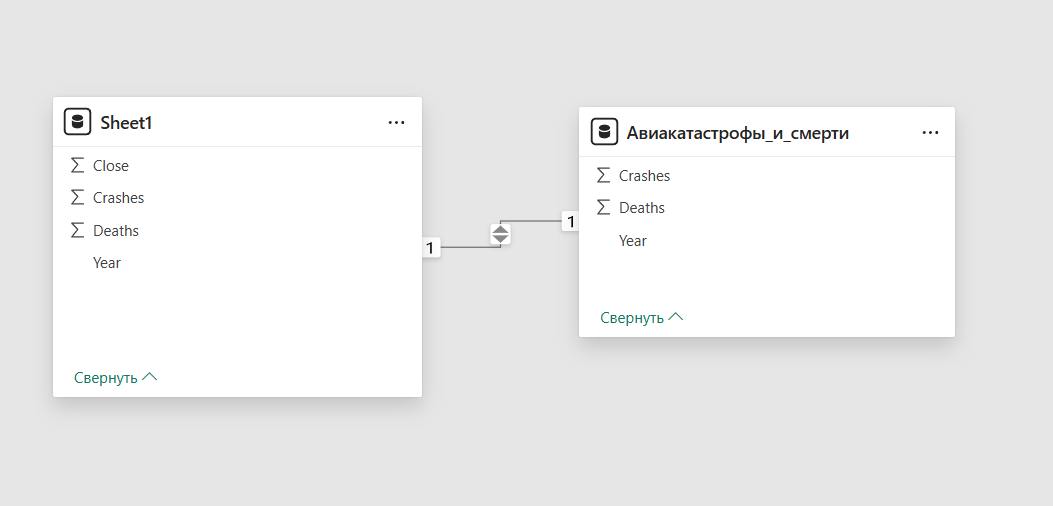 Sheet1
Close
Crashes
Deaths
Year
Свернуть
1
1
Авиакатастрофы_и_смерти
Crashes
Deaths
Year
Свернуть